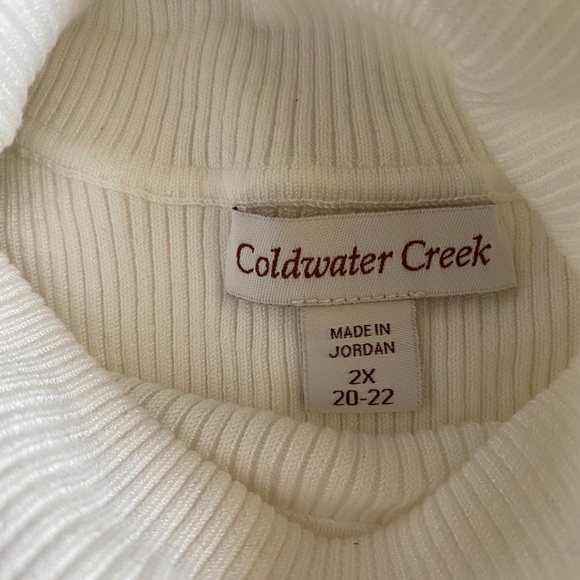 Coldwater Creek
MADE IN
JORDAN
2X
20-22